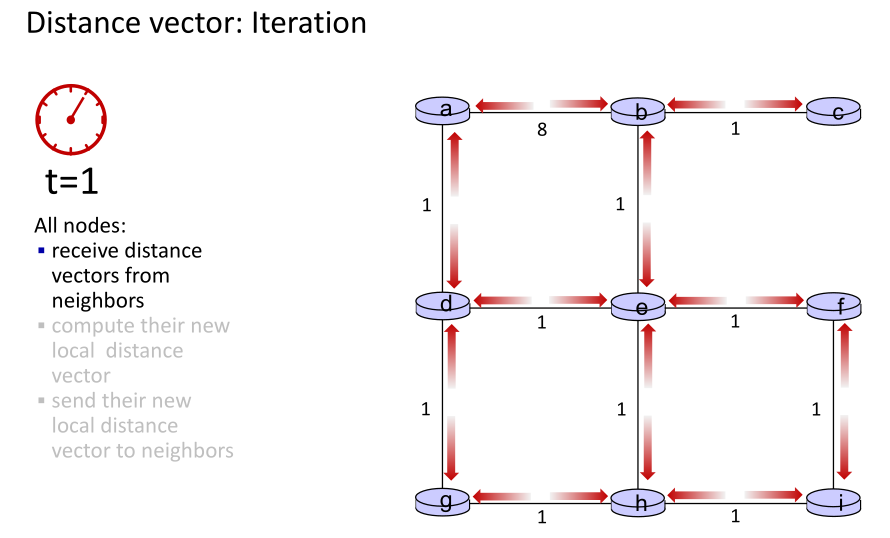 Distance vector: Iteration
t=1
All nodes:
▪ receive distance
vectors from
neighbors
▪ compute their new
local distance
vector
▪ send their new
local distance
vector to neighbors
a b c
8 1
1 1
d e f
1 1
1 1 1
g h i
1 1